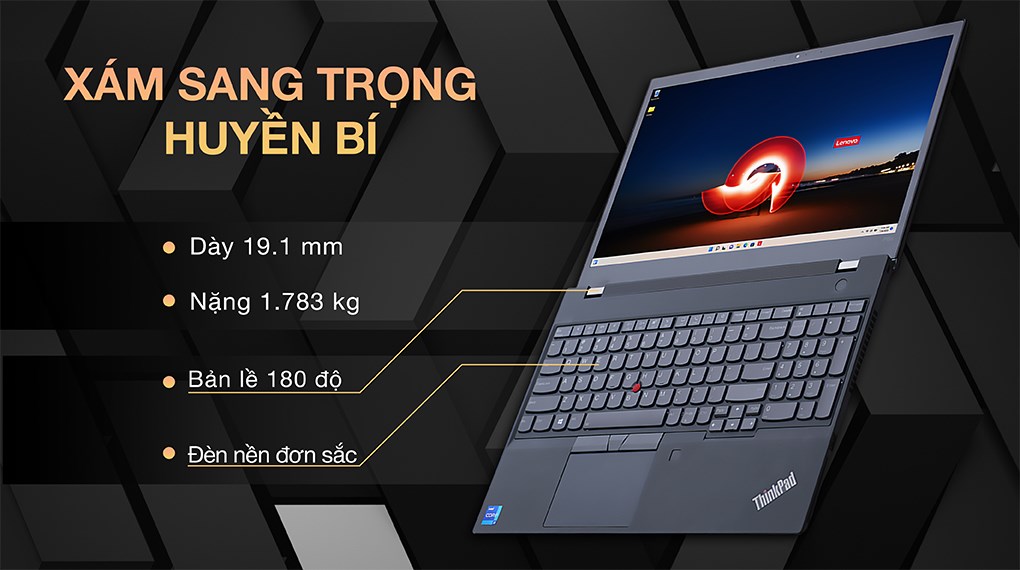 XÁM SANG TRỌNG
HUYỀN BÍ
Dày 19.1 mm
Nặng 1.783 kg
Bản lề 180 độ
Đèn nền đơn sắc
Lenovo
ThinkPad